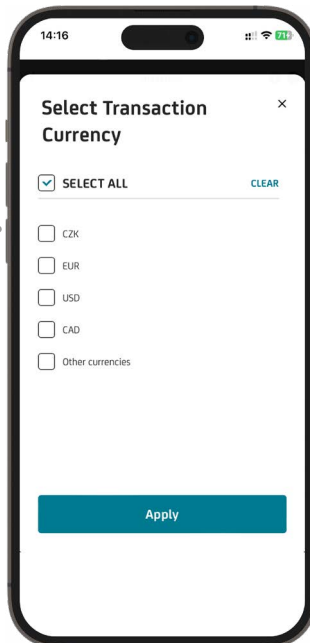 14:16
71
Select Transaction
Currency
SELECT ALL
CLEAR
CZK
EUR
USD
CAD
Other currencies
Apply